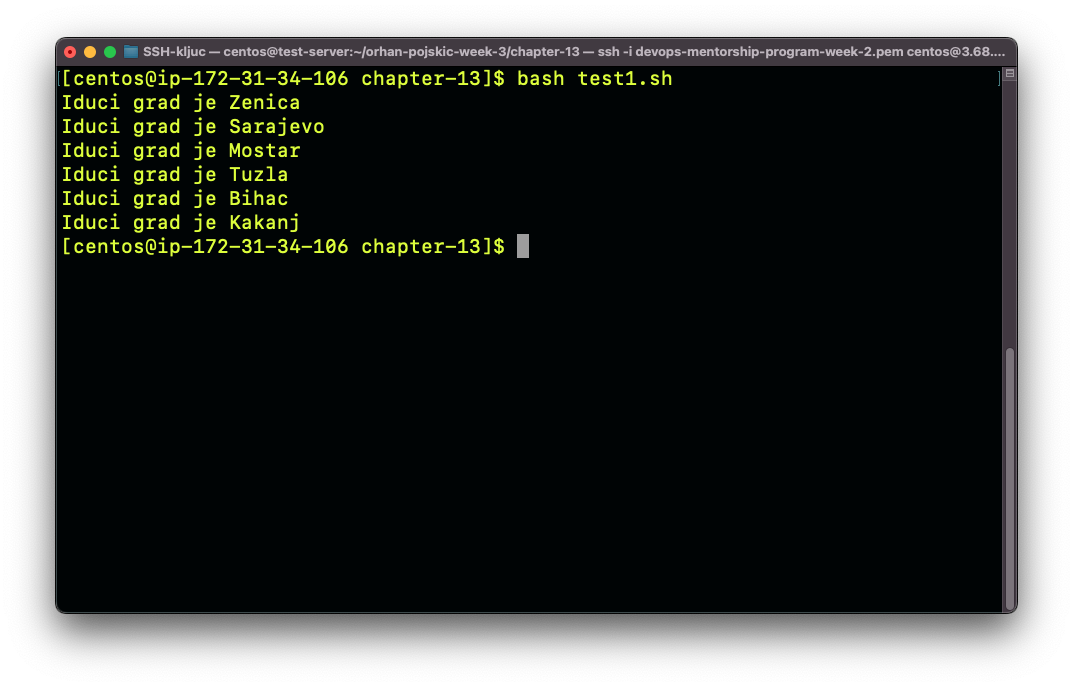 SSH-kljuc — centos@test-server:~/orhan-pojskic-week-3/chapter-13 — ssh -i devops-mentorship-program-week-2.pem centos@3.68....
[[centos@ip-172-31-34-106 chapter-13]$ bash test1.sh ]
Iduci grad je Zenica
Iduci grad je Sarajevo
Iduci grad je Mostar
Iduci grad je Tuzla
Iduci grad je Bihac
Iduci grad je Kakanj
[centos@ip-172-31-34-106 chapter-13]$